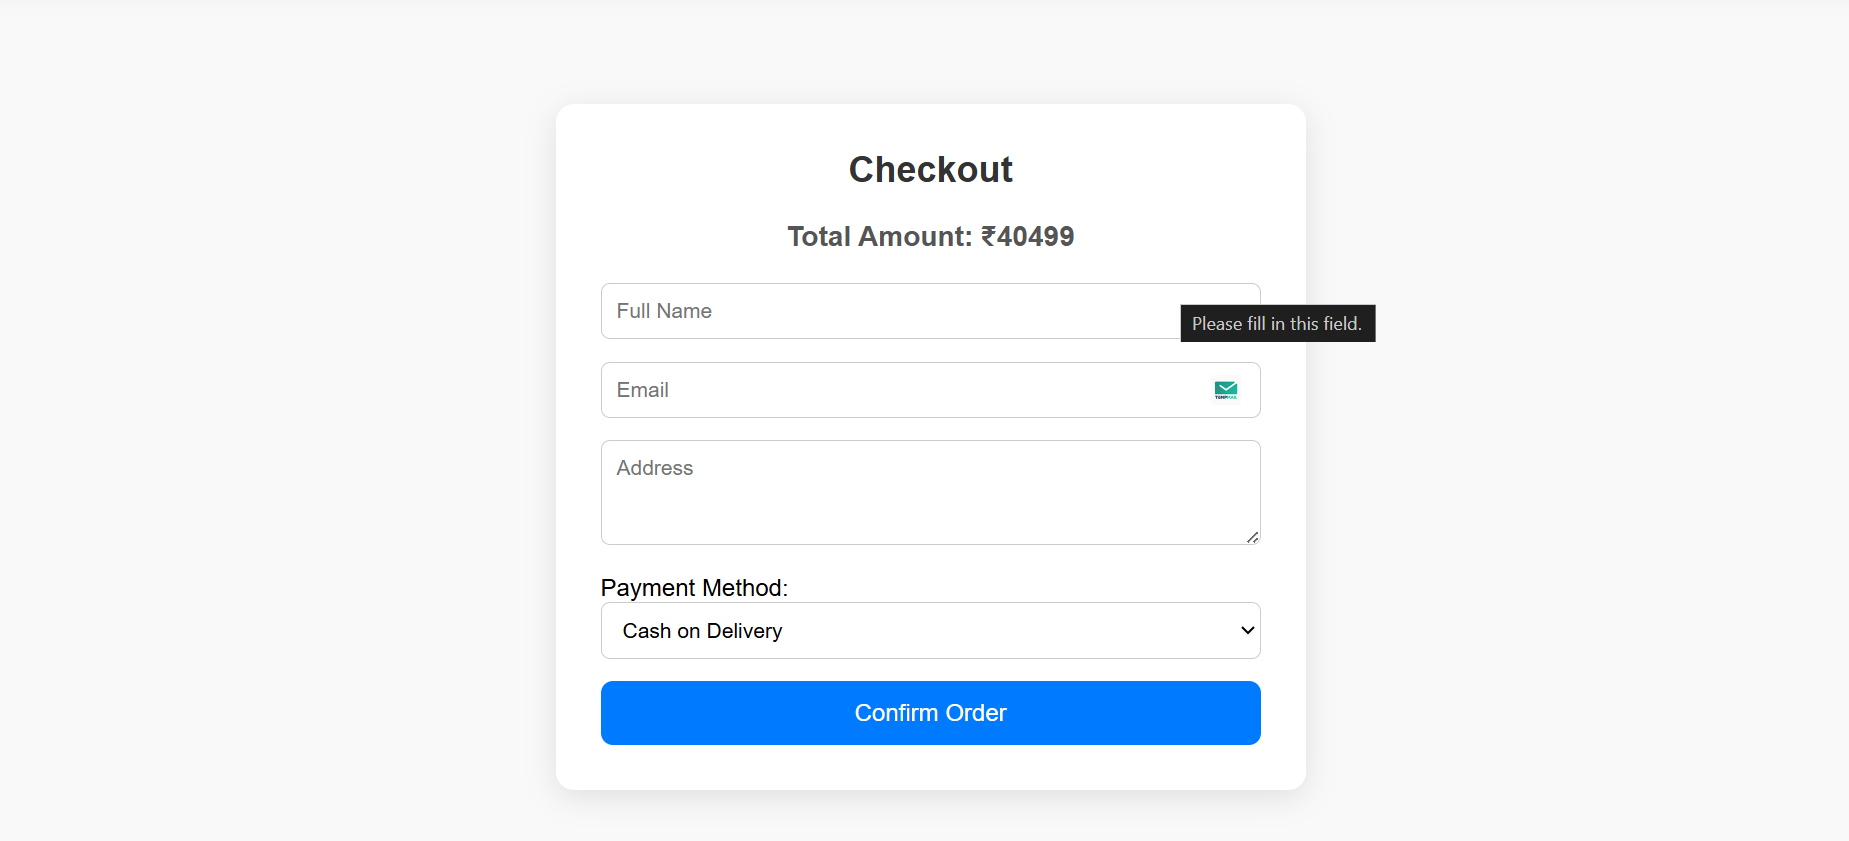 Checkout
Total Amount: ₹40499
Full Name
Please fill in this field.
Email
Address
Payment Method:
Cash on Delivery
Confirm Order